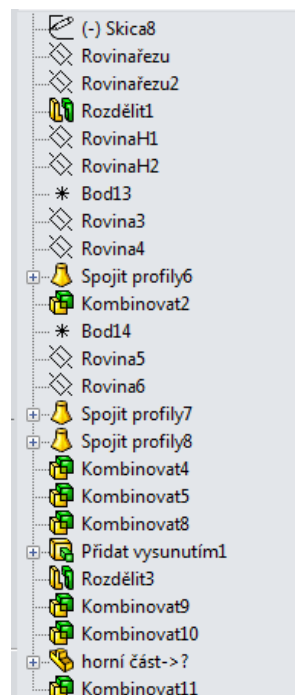 (-) Skica8
Rovinařezu
Rovinařezu2
Rozdělit1
RovinaH1
RovinaH2
Bod13
Rovina3
Rovina4
Spojit profily6
Kombinovat2
Bod14
Rovina5
Rovina6
Spojit profily7
Spojit profily8
Kombinovat4
Kombinovat5
Kombinovat8
Přidat vysunutím1
Rozdělit3
Kombinovat9
Kombinovat10
horní část->?
Kombinovat11